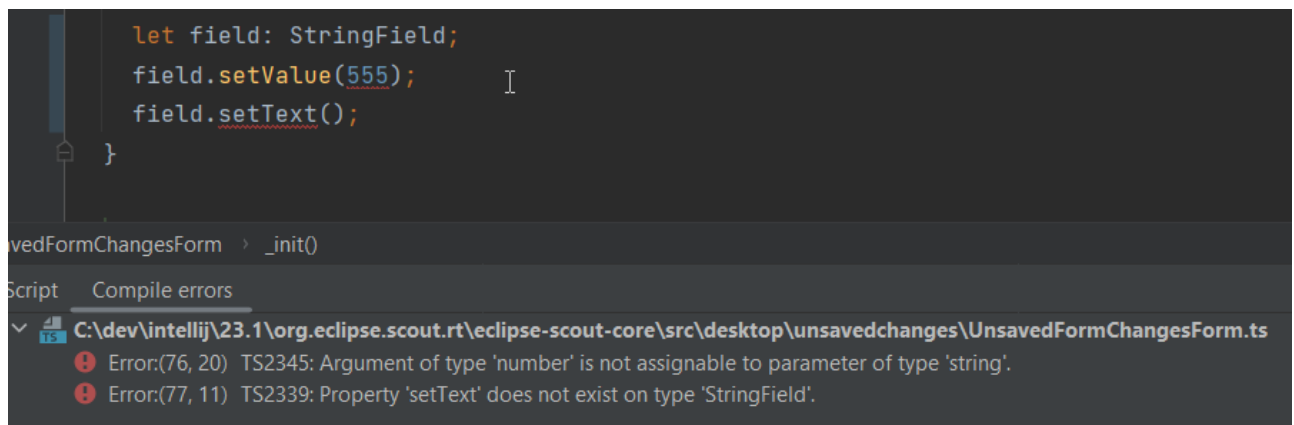 let field: StringField;
field.setValue(555);
field.setText();
}
avedFormChangesForm > _init()
Script Compile errors
TS C:\dev\intellij\23.1\org.eclipse.scout.rt\eclipse-scout-core\src\desktop\unsavedchanges\UnsavedFormChangesForm.ts
Error:(76, 20) TS2345: Argument of type 'number' is not assignable to parameter of type 'string'.
Error:(77, 11) TS2339: Property 'setText' does not exist on type 'StringField'.